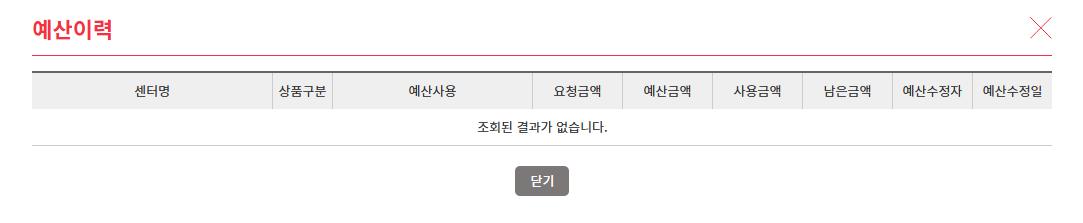 예산이력
센터명 상품구분 예산사용 요청금액 예산금액 사용금액 남은금액 예산수정자 예산수정일
조회된 결과가 없습니다.
닫기